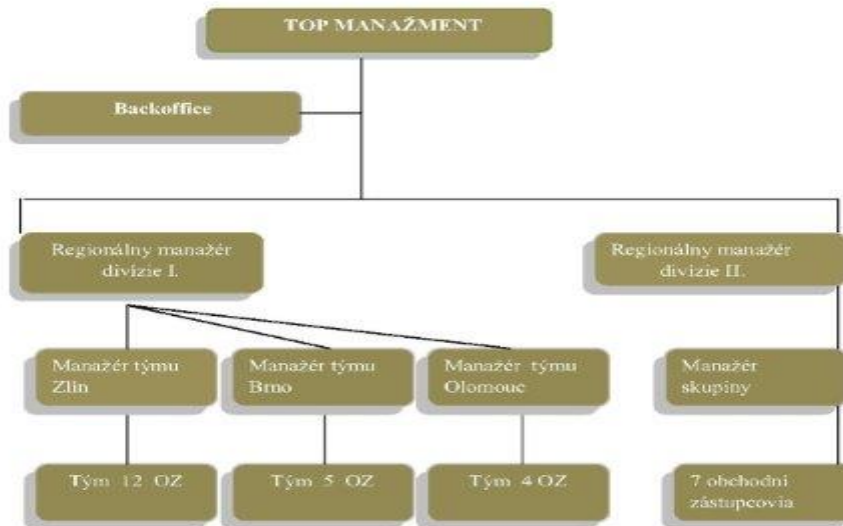 TOP MANAŽMENT
Backoffice
Regionálny manažér
divízie I.
Regionálny manažér
divízie II.
Manažér týmu
Zlín
Manažér týmu
Brno
Manažér týmu
Olomouc
Manažér
skupiny
Tým 12 OZ
Tým 5 OZ
Tým 4 OZ
7 obchodní
zástupcovia